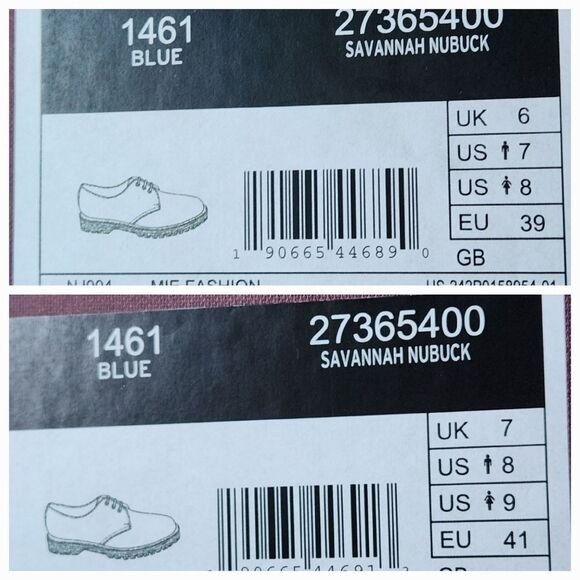 1461 27365400
BLUE SAVANNAH NUBUCK
UK 6
US 7
US 8
EU 39
1 90665 44689 0
GB
MIE FASHION
1461 27365400
BLUE SAVANNAH NUBUCK
UK 7
US 8
US 9
EU 41